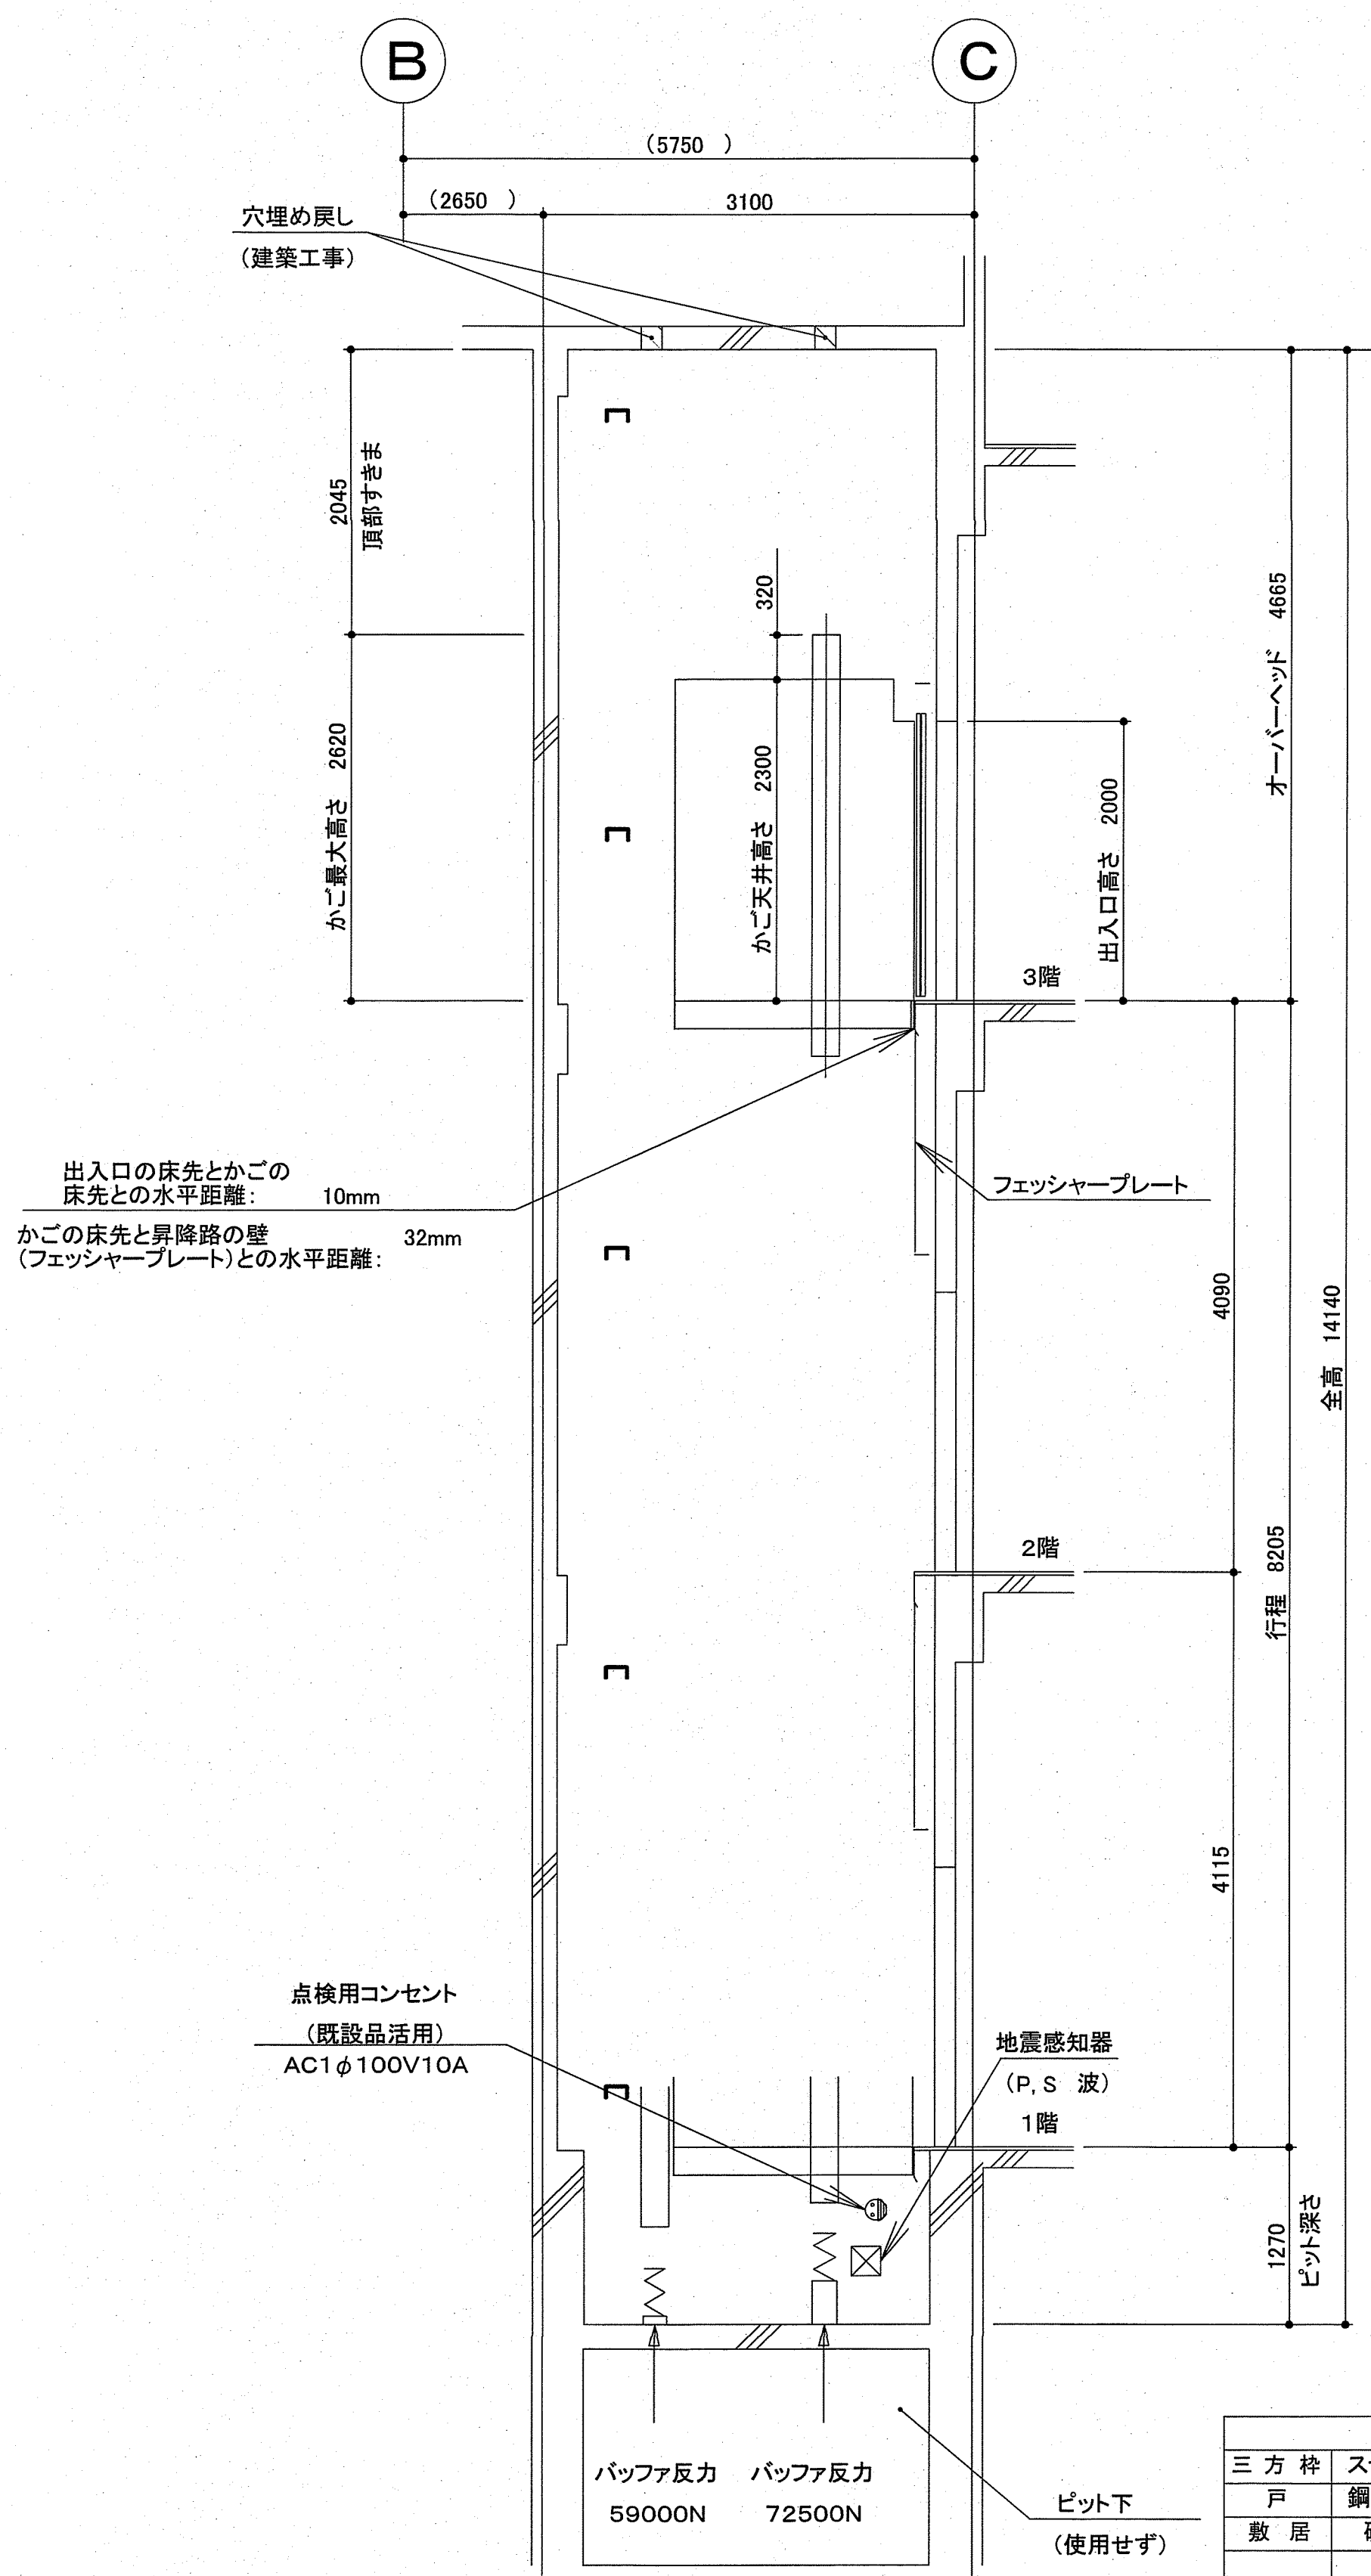 B
C
(5750 )
(2650 )
3100
穴埋め戻し
(建築工事)
2045
頂部すきま
320
オーバーヘッド 4665
かご最大高さ 2620
かご天井高さ 2300
出入口高さ 2000
3階
出入口の床先とかごの
床先との水平距離: 10mm
かごの床先と昇降路の壁 32mm
(フェッシャープレート)との水平距離:
フェッシャープレート
4090
全高 14140
2階
行程 8205
4115
点検用コンセント
(既設品活用)
AC1φ100V10A
地震感知器
(P,S 波)
1階
1270
ピット深さ
バッファ反力 バッファ反力
59000N 72500N
ピット下
(使用せず)
三方枠
戸 鋼
敷居